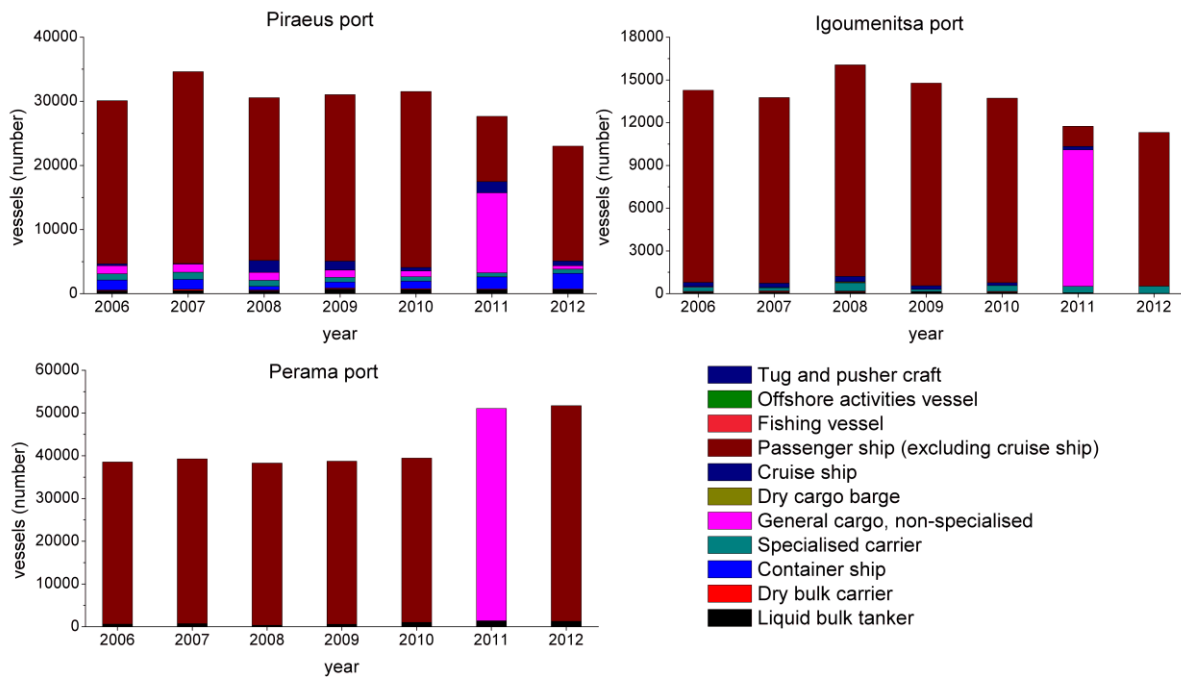 Piraeus port
40000
30000
20000
10000
0
vessels (number)
2006 2007 2008 2009 2010 2011 2012
year
Igoumenitsa port
18000
15000
12000
9000
6000
3000
0
vessels (number)
2006 2007 2008 2009 2010 2011 2012
year
Perama port
60000
50000
40000
30000
20000
10000
0
vessels (number)
2006 2007 2008 2009 2010 2011 2012
year
Tug and pusher craft
Offshore activities vessel
Fishing vessel
Passenger ship (excluding cruise ship)
Cruise ship
Dry cargo barge
General cargo, non-specialised
Specialised carrier
Container ship
Dry bulk carrier
Liquid bulk tanker